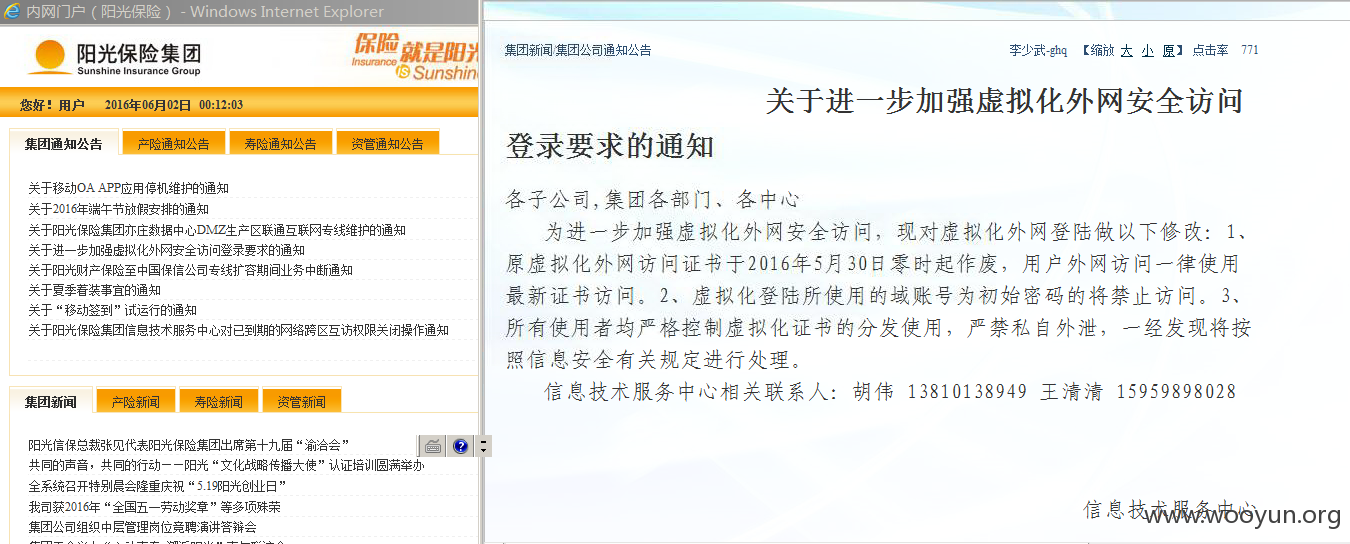 内网门户（阳光保险） - Windows Internet Explorer
阳光保险集团
Sunshine Insurance Group
保险 就是阳光
Insurance is Sunshin
您好！用户 2016年06月02日 00:12:03
集团通知公告 产险通知公告 寿险通知公告 资管通知公告
关于移动OA APP应用停机维护的通知
关于2016年端午节放假安排的通知
关于阳光保险集团亦庄数据中心DMZ生产区联通互联网专线维护的通知
关于进一步加强虚拟化外网安全访问登录要求的通知
关于阳光财产保险至中国保信公司专线扩容期间业务中断通知
关于夏季着装事宜的通知
关于“移动签到”试运行的通知
关于阳光保险集团信息技术服务中心对已到期的网络跨区互访权限关闭操作通知
集团新闻 产险新闻 寿险新闻 资管新闻
阳光信保总裁张见代表阳光保险集团出席第十九届“渝洽会”
共同的声音，共同的行动－－阳光“文化战略传播大使”认证培训圆满举办
全系统召开特别晨会隆重庆祝“5.19阳光创业日”
我司获2016年“全国五一劳动奖章”等多项殊荣
集团公司组织中层管理岗位竞聘演讲答辩会
集团新闻/集团公司通知公告 李少武-ghq 【缩放 大 小 原】 点击率 771
关于进一步加强虚拟化外网安全访问
登录要求的通知
各子公司,集团各部门、各中心
为进一步加强虚拟化外网安全访问，现对虚拟化外网登陆做以下修改：1、
原虚拟化外网访问证书于2016年5月30日零时起作废，用户外网访问一律使用
最新证书访问。2、虚拟化登陆所使用的域账号为初始密码的将禁止访问。3、
所有使用者均严格控制虚拟化证书的分发使用，严禁私自外泄，一经发现将按
照信息安全有关规定进行处理。
信息技术服务中心相关联系人：胡伟 13810138949 王清清 15959898028
信息技术服务中心
www.wooyun.org